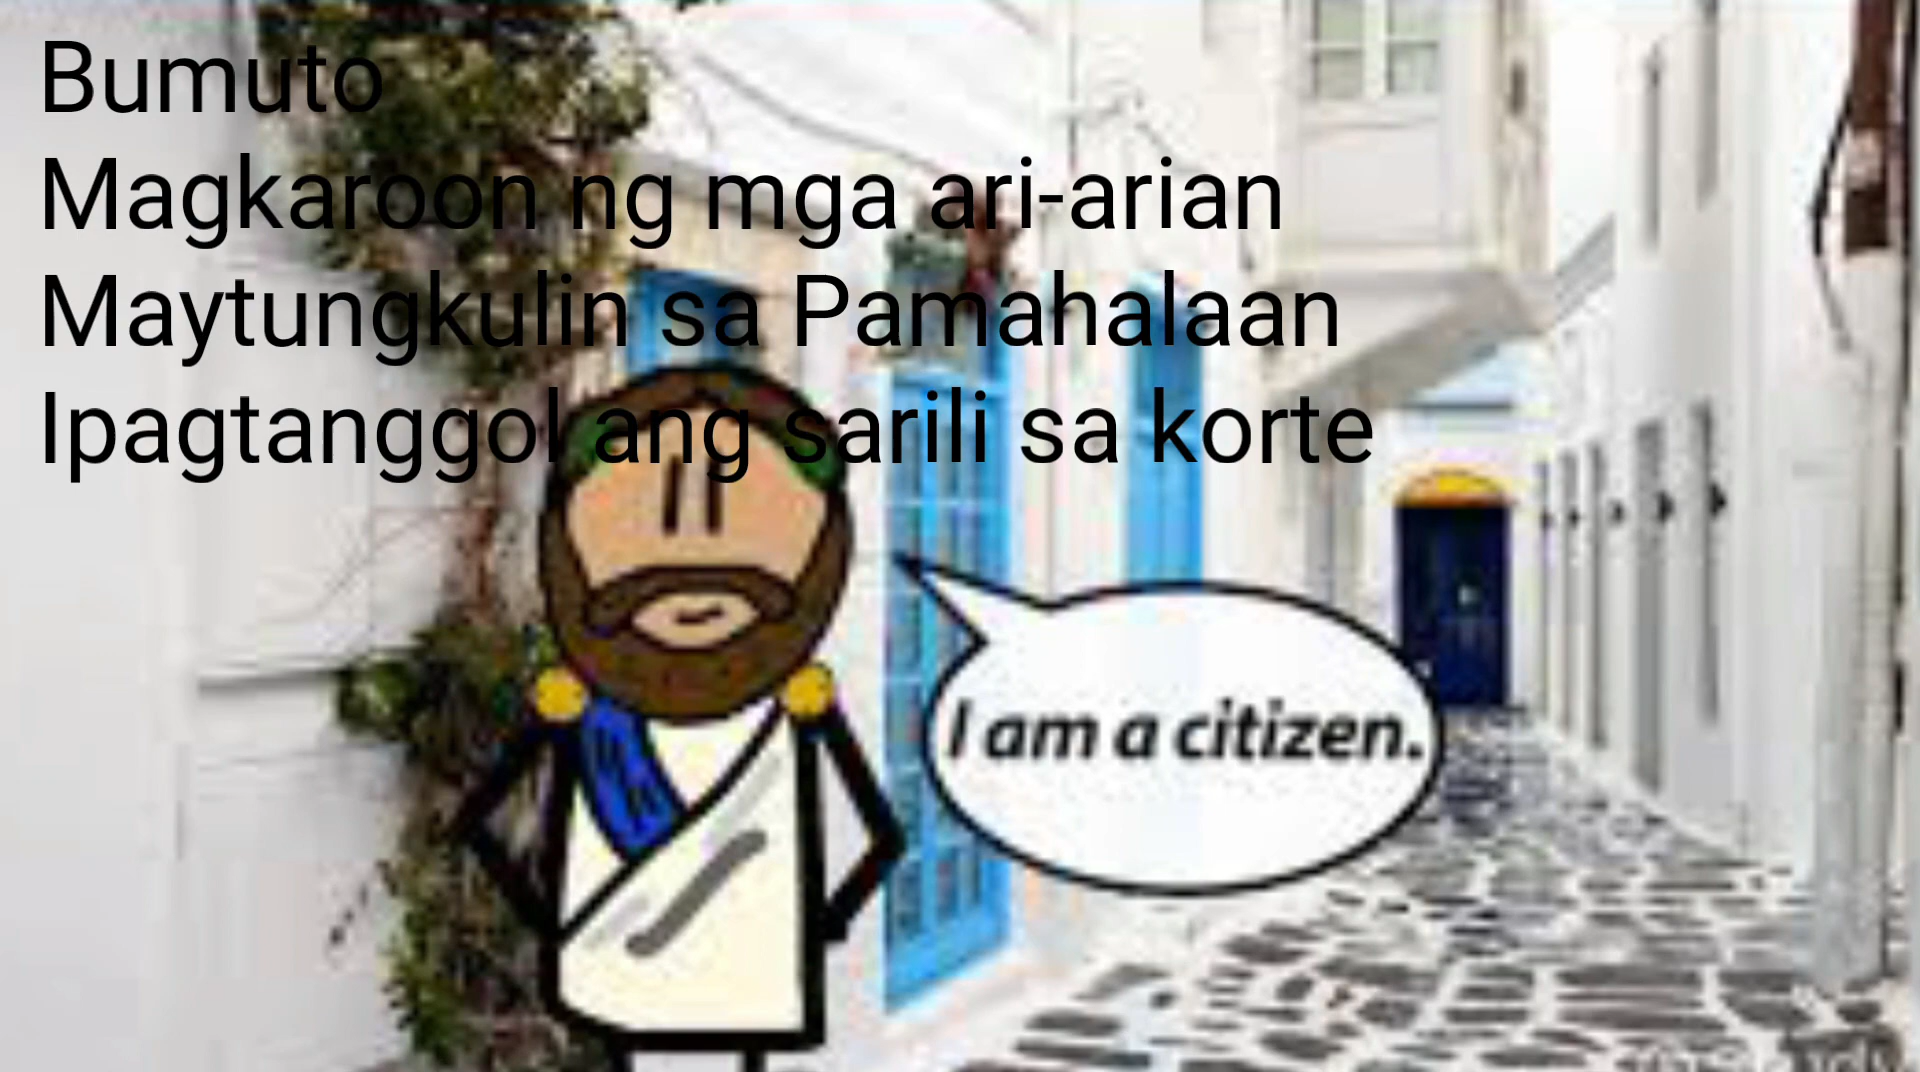 Bumuto
Magkaroon ng mga ari-arian
Maytungkulin sa Pamahalaan
Ipagtanggol ang sarili sa korte
I am a citizen.